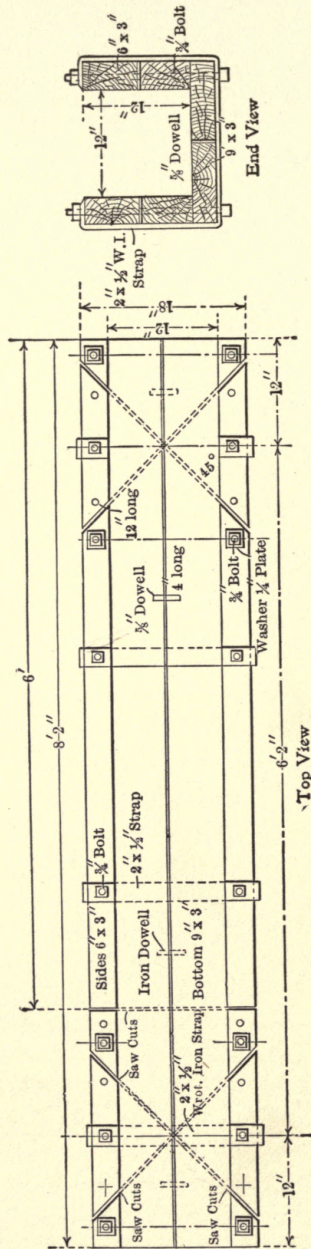 6'
8'-2"
Saw Cuts
Saw Cuts
Saw Cuts
12"
2" x ½"
Wrot. Iron Strap
Sides 6" x 3"
Iron Dowell
Bottom 9" x 3"
¾" Bolt
2" x ½" Strap
6'-2"
Top View
⅝" Dowell
4" long
12" long
45°
¾" Bolt
Washer ¼" Plate
12"
18"
12"
2" x ½" W.I.
Strap
12"
12"
6" x 3"
¾" Bolt
⅝" Dowell
9' x 3"
End View